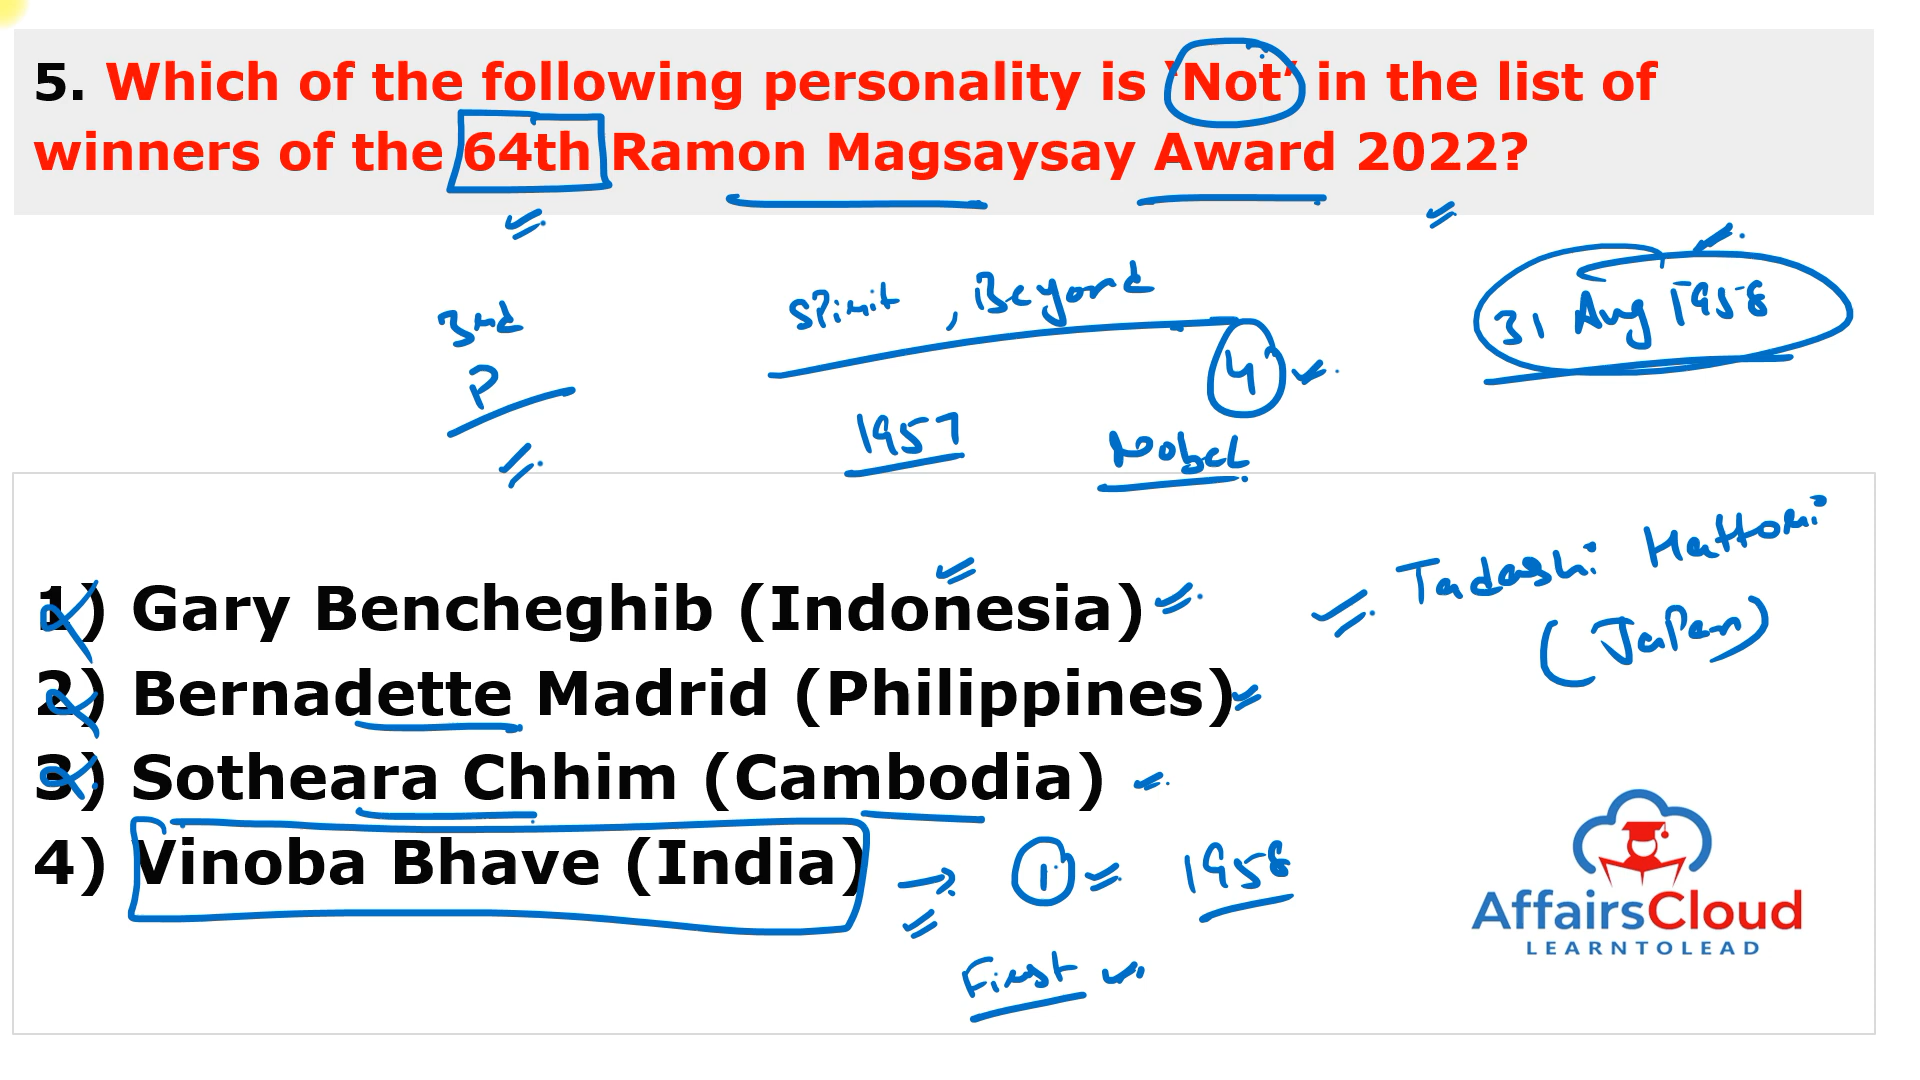 5. Which of the following personality is ‘Not’ in the list of
winners of the 64th Ramon Magsaysay Award 2022?
3rd
P
Spirit, Beyond
4
31 Aug 1958
1957
Nobel
Tadashi Hattori
(Japan)
1) Gary Bencheghib (Indonesia)
2) Bernadette Madrid (Philippines)
3) Sotheara Chhim (Cambodia)
4) Vinoba Bhave (India)
1
1958
First
AffairsCloud
LEARNTOLEAD